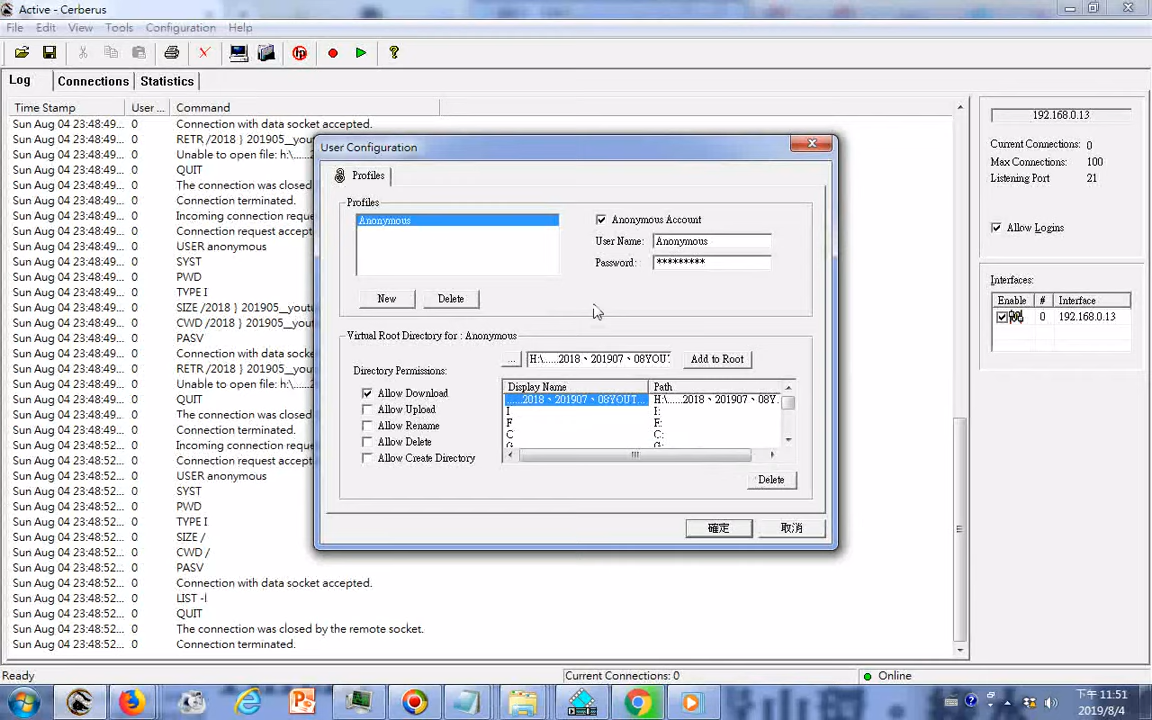 Active - Cerberus
File Edit View Tools Configuration Help
Log Connections Statistics
Time Stamp User ... Command
Sun Aug 04 23:48:49... 0 Connection with data socket accepted.
Sun Aug 04 23:48:49... 0 RETR /2018 } 201905__yout
Sun Aug 04 23:48:49... 0 Unable to open file: h:\......2
Sun Aug 04 23:48:49... 0 QUIT
Sun Aug 04 23:48:49... 0 The connection was closed
Sun Aug 04 23:48:49... 0 Connection terminated.
Sun Aug 04 23:48:49... 0 Incoming connection reque
Sun Aug 04 23:48:49... 0 Connection request accept
Sun Aug 04 23:48:49... 0 USER anonymous
Sun Aug 04 23:48:49... 0 SYST
Sun Aug 04 23:48:49... 0 PWD
Sun Aug 04 23:48:49... 0 TYPE I
Sun Aug 04 23:48:49... 0 SIZE /2018 } 201905__yout
Sun Aug 04 23:48:49... 0 CWD /2018 } 201905__yout
Sun Aug 04 23:48:49... 0 PASV
Sun Aug 04 23:48:49... 0 Connection with data socke
Sun Aug 04 23:48:49... 0 RETR /2018 } 201905__yout
Sun Aug 04 23:48:49... 0 Unable to open file: h:\......2
Sun Aug 04 23:48:49... 0 QUIT
Sun Aug 04 23:48:49... 0 The connection was closed
Sun Aug 04 23:48:49... 0 Connection terminated.
Sun Aug 04 23:48:52... 0 Incoming connection reque
Sun Aug 04 23:48:52... 0 Connection request accept
Sun Aug 04 23:48:52... 0 USER anonymous
Sun Aug 04 23:48:52... 0 SYST
Sun Aug 04 23:48:52... 0 PWD
Sun Aug 04 23:48:52... 0 TYPE I
Sun Aug 04 23:48:52... 0 SIZE /
Sun Aug 04 23:48:52... 0 CWD /
Sun Aug 04 23:48:52... 0 PASV
Sun Aug 04 23:48:52... 0 Connection with data socket accepted.
Sun Aug 04 23:48:52... 0 LIST -l
Sun Aug 04 23:48:52... 0 QUIT
Sun Aug 04 23:48:52... 0 The connection was closed by the remote socket.
Sun Aug 04 23:48:52... 0 Connection terminated.
User Configuration
Profiles
Profiles
Anonymous
Anonymous Account
User Name: Anonymous
Password: *********
New Delete
Virtual Root Directory for : Anonymous
... H:\......2018、201907、08YOU Add to Root
Directory Permissions:
Allow Download
Allow Upload
Allow Rename
Allow Delete
Allow Create Directory
Display Name Path
......2018、201907、08YOUT... H:\......2018、201907、08Y...
I I:
F F:
C C:
G G:
Delete
確定 取消
192.168.0.13
Current Connections: 0
Max Connections: 100
Listening Port 21
Allow Logins
Interfaces:
Enable # Interface
0 192.168.0.13
Ready Current Connections: 0 Online
下午 11:51
2019/8/4